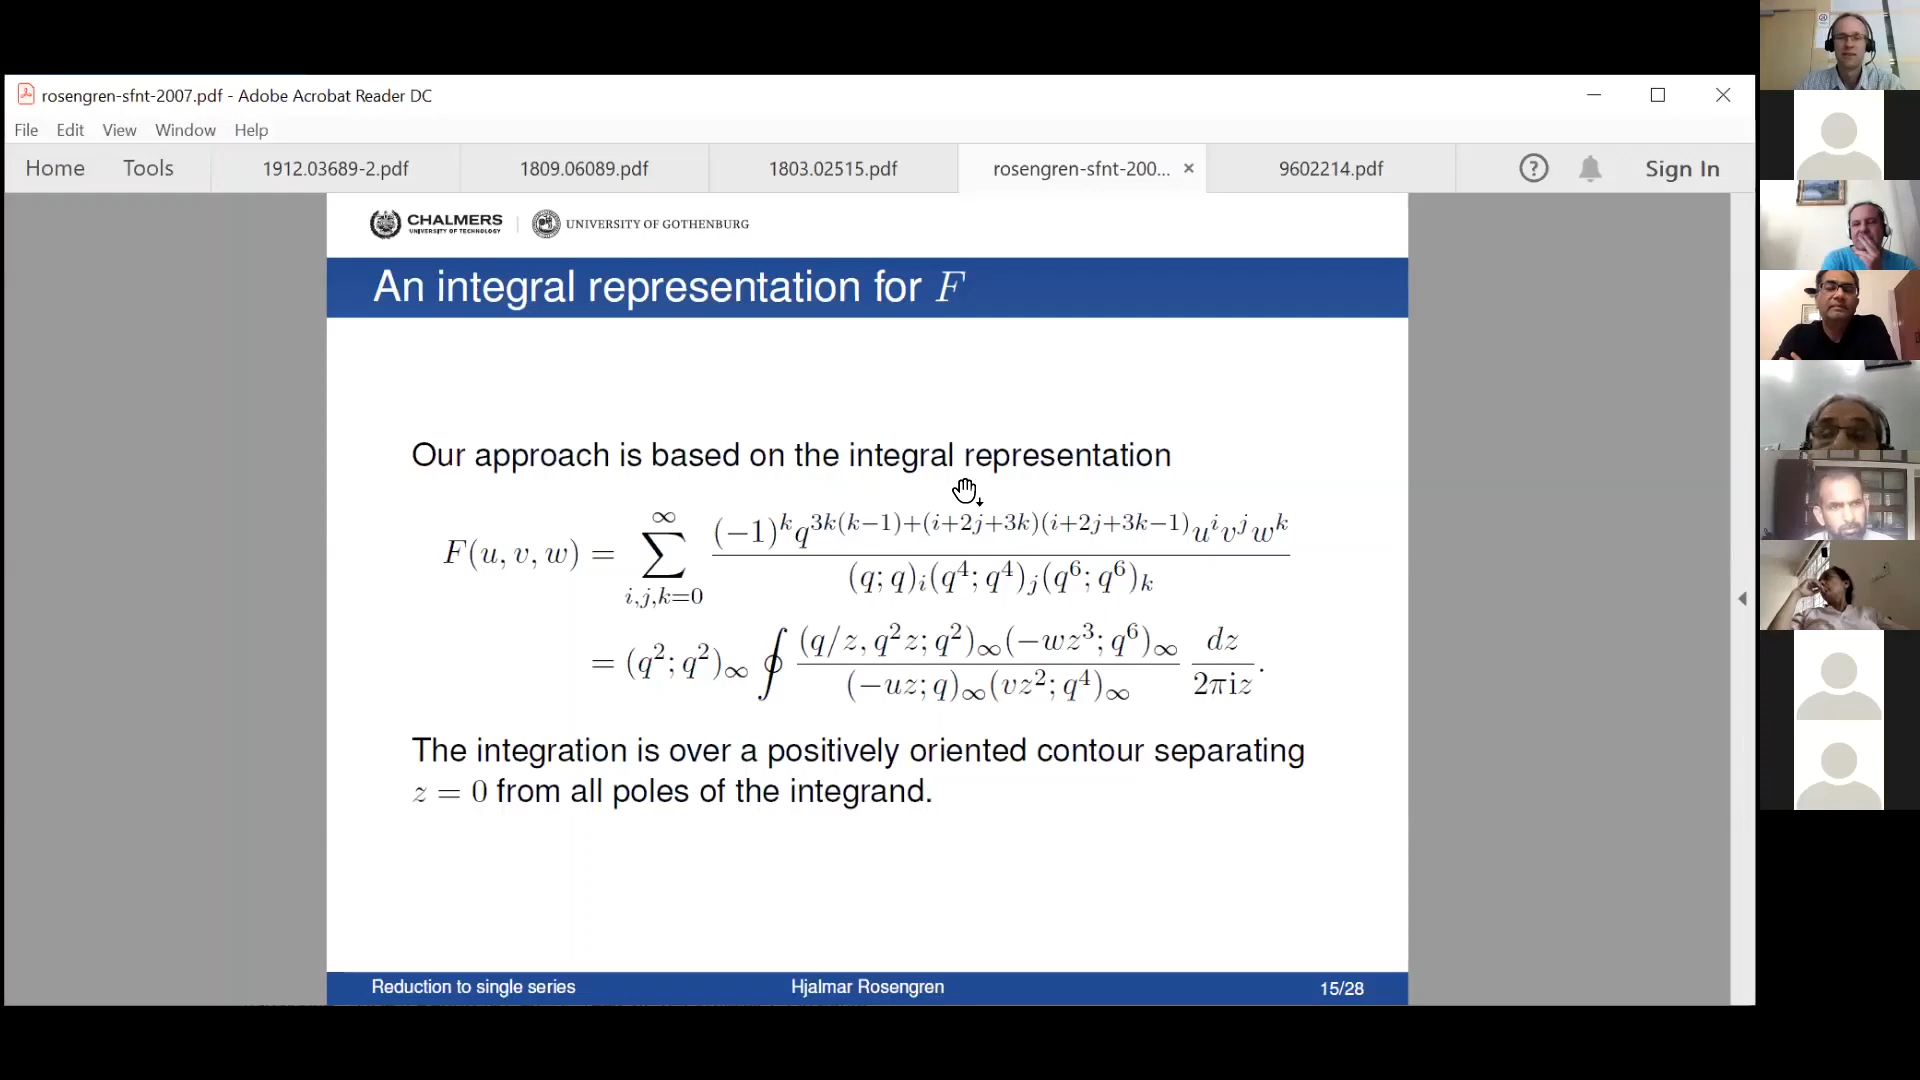 rosengren-sfnt-2007.pdf - Adobe Acrobat Reader DC
File Edit View Window Help
Home Tools 1912.03689-2.pdf 1809.06089.pdf 1803.02515.pdf rosengren-sfnt-200... × 9602214.pdf ? Sign In
CHALMERS UNIVERSITY OF GOTHENBURG
UNIVERSITY OF TECHNOLOGY
An integral representation for F
Our approach is based on the integral representation
F(u, v, w) = \sum_{i,j,k=0}^{\infty} \frac{(-1)^k q^{3k(k-1)+(i+2j+3k)(i+2j+3k-1)} u^i v^j w^k}{(q;q)_i (q^4;q^4)_j (q^6;q^6)_k}
= (q^2;q^2)_\infty \oint \frac{(q/z, q^2z;q^2)_\infty (-wz^3;q^6)_\infty}{(-uz;q)_\infty (vz^2;q^4)_\infty} \frac{dz}{2\pi i z}.
The integration is over a positively oriented contour separating
z = 0 from all poles of the integrand.
Reduction to single series Hjalmar Rosengren 15/28